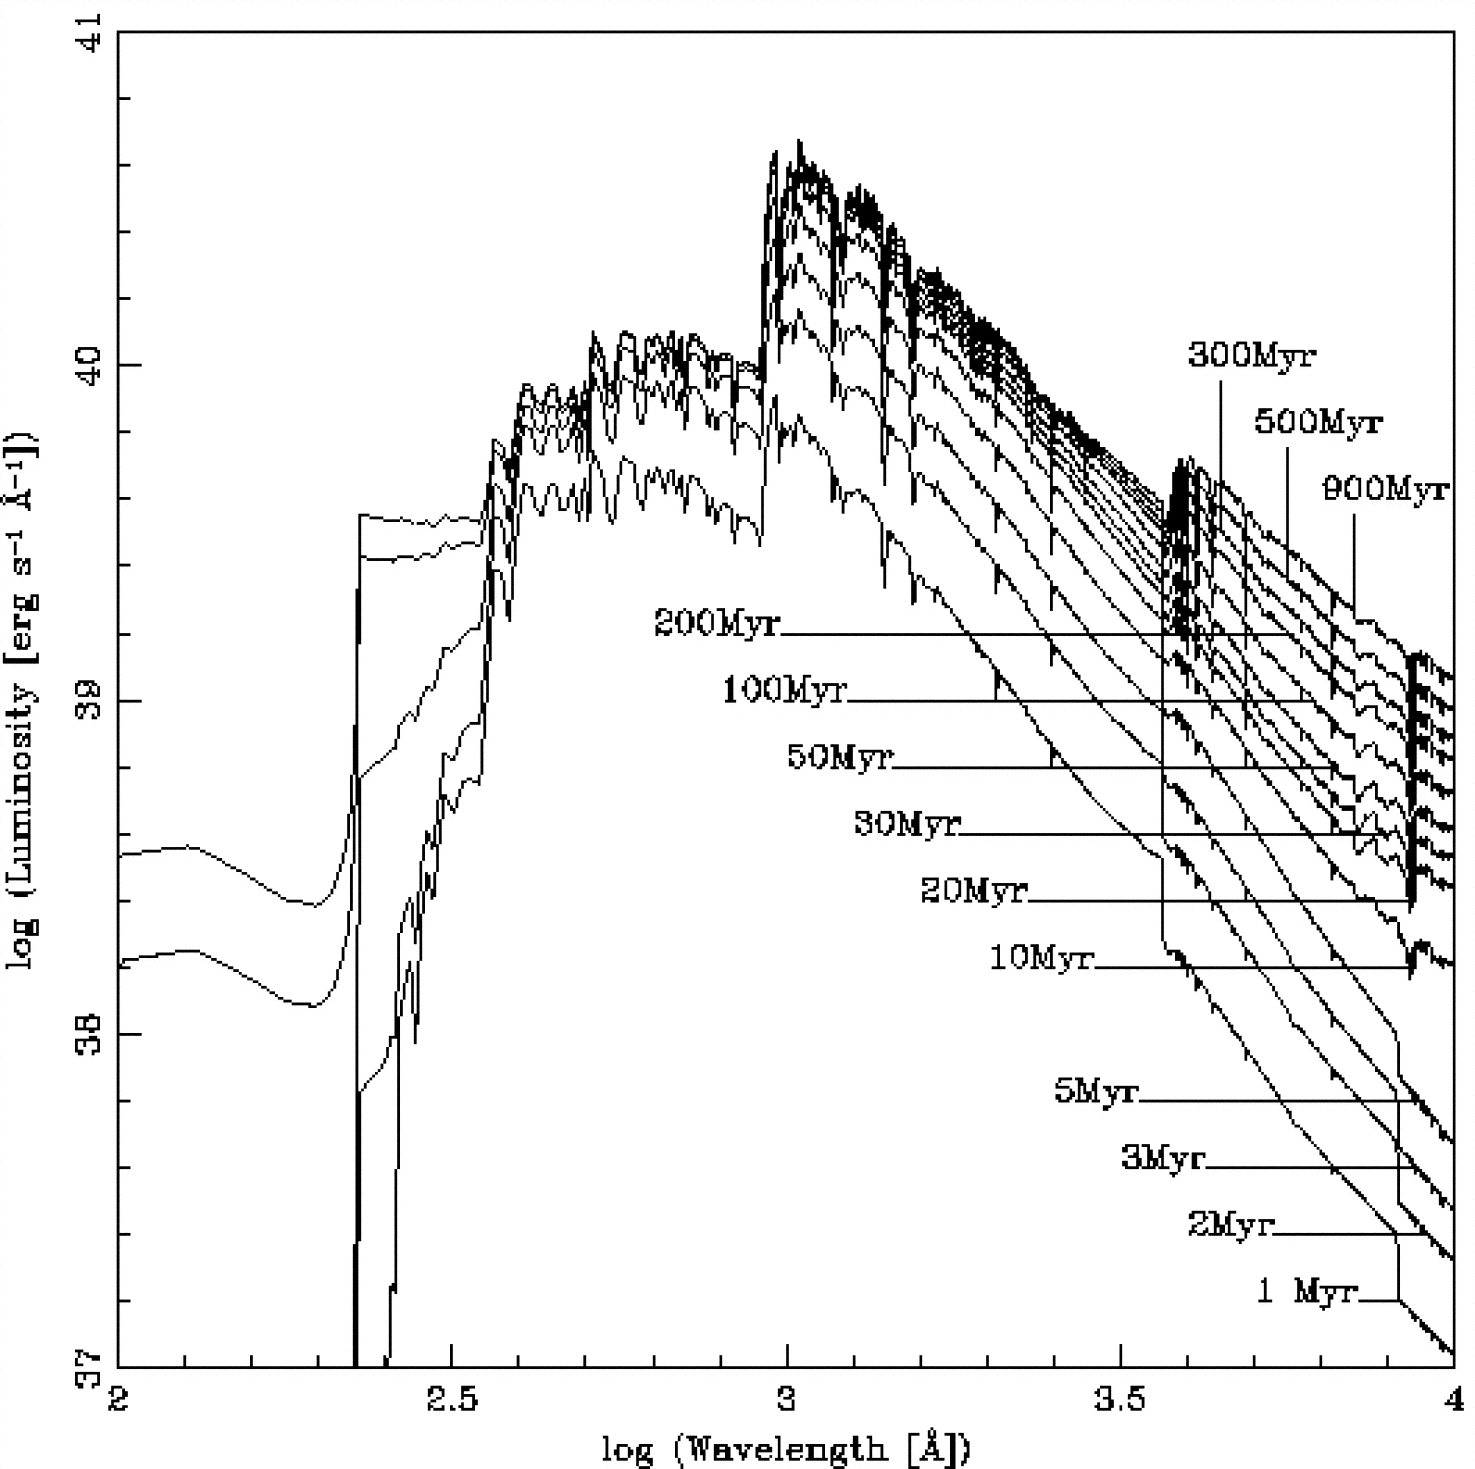 41
40
39
38
37
log (Luminosity [erg s⁻¹ Å⁻¹])
300Myr
500Myr
900Myr
200Myr
100Myr
50Myr
30Myr
20Myr
10Myr
5Myr
3Myr
2Myr
1 Myr
2 2.5 3 3.5 4
log (Wavelength [Å])